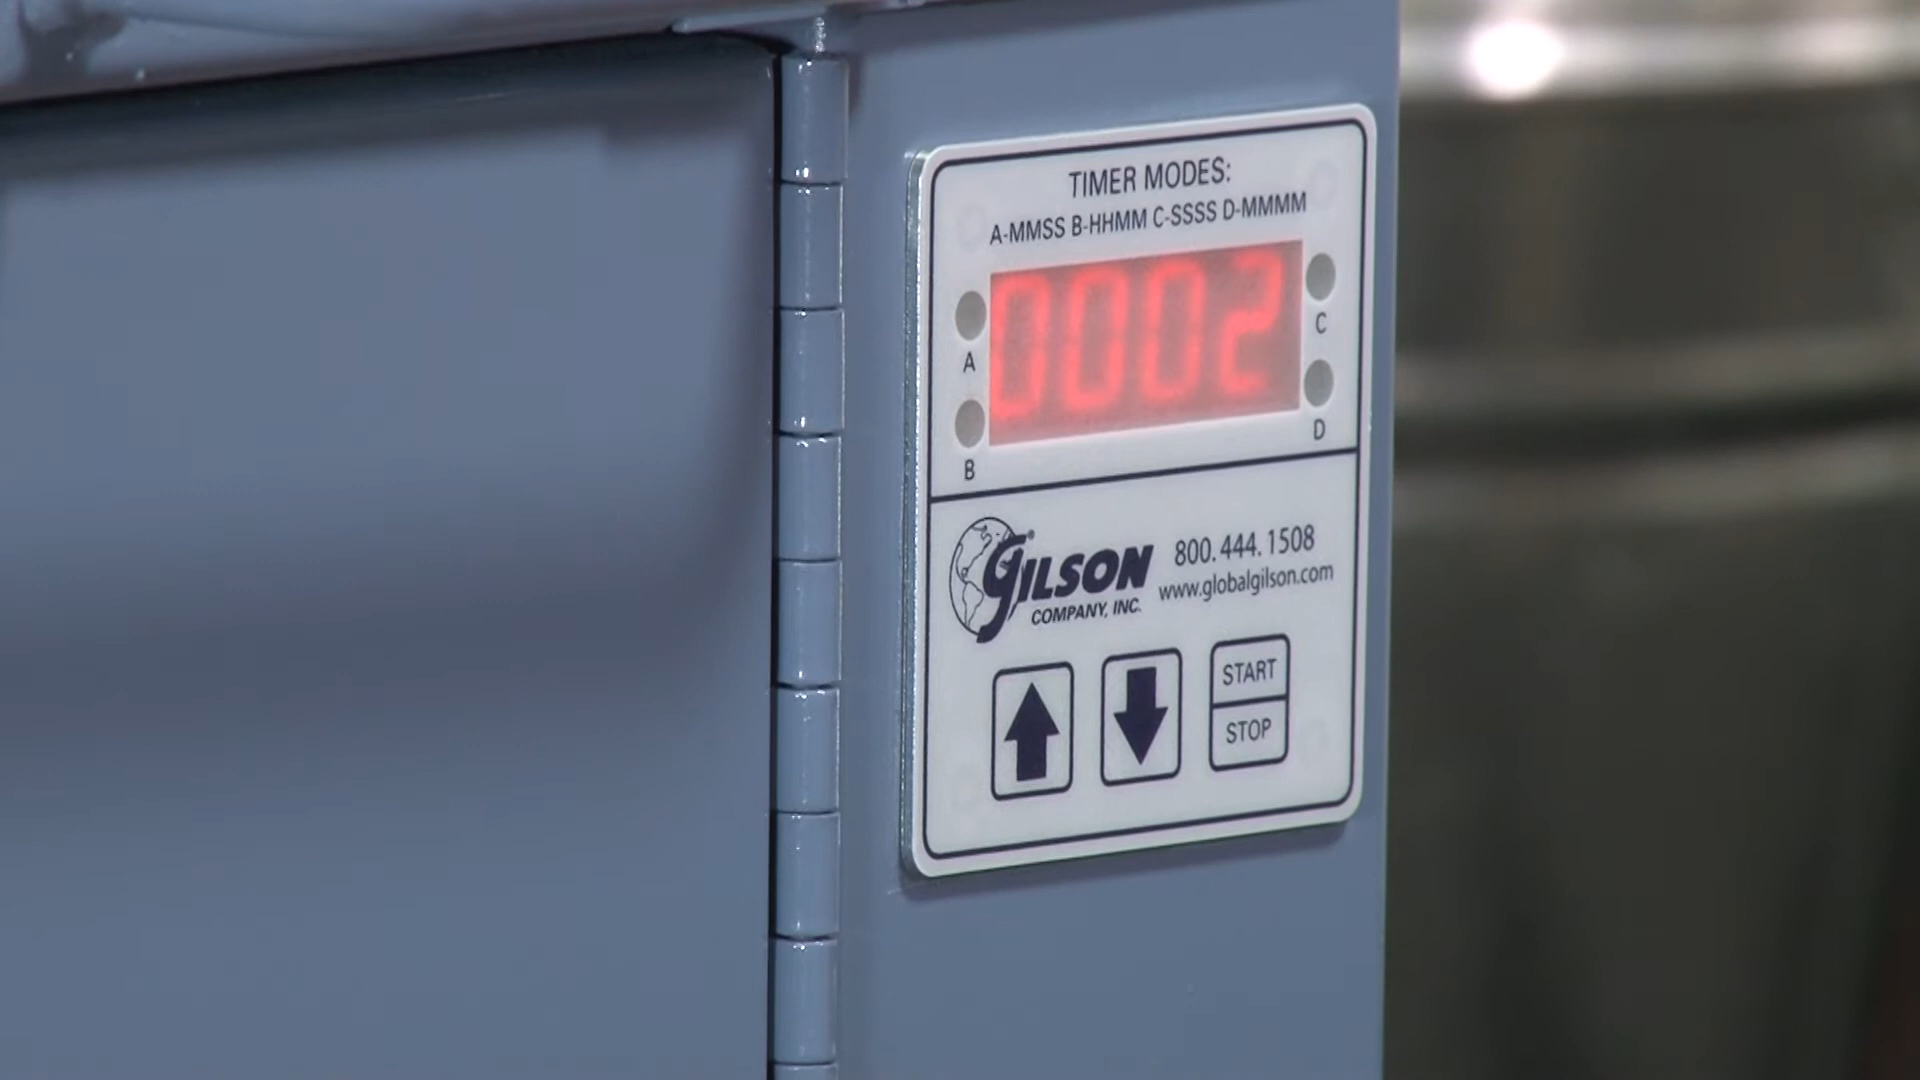 TIMER MODES:
A-MMSS B-HHMM C-SSSS D-MMMM
0002
A
B
C
D
GILSON®
COMPANY, INC.
800.444.1508
www.globalgilson.com
START
STOP